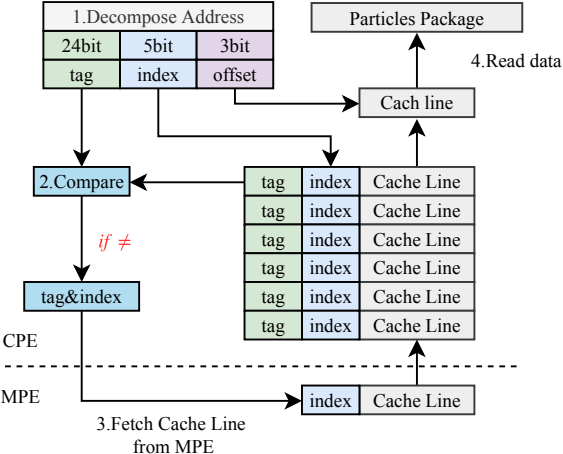 1.Decompose Address
Particles Package
24bit 5bit 3bit
4.Read data
tag index offset
Cach line
2.Compare
tag index Cache Line
tag index Cache Line
if ≠
tag index Cache Line
tag index Cache Line
tag&index
tag index Cache Line
tag index Cache Line
CPE
MPE
index Cache Line
3.Fetch Cache Line
from MPE